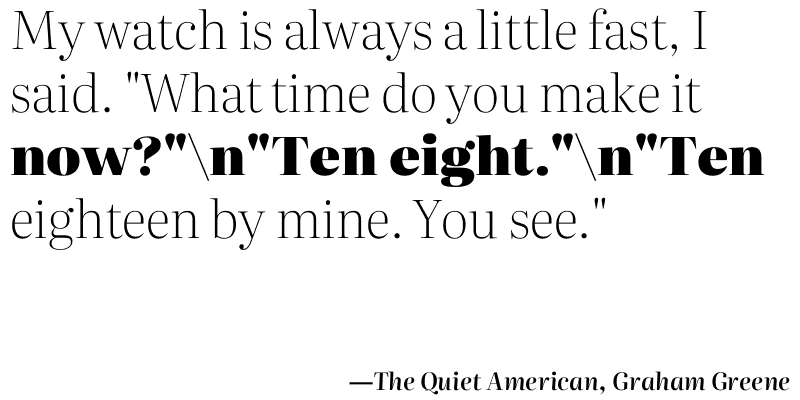 My watch is always a little fast, I
said. "What time do you make it
now?"\n"Ten eight."\n"Ten
eighteen by mine. You see."
—The Quiet American, Graham Greene